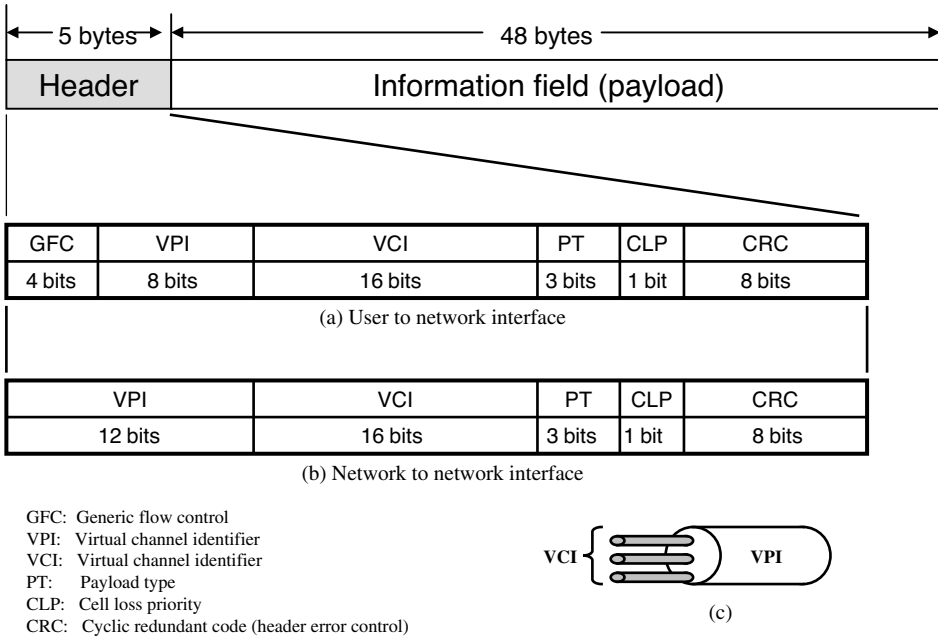 5 bytes 48 bytes
Header Information field (payload)
GFC VPI VCI PT CLP CRC
4 bits 8 bits 16 bits 3 bits 1 bit 8 bits
(a) User to network interface
VPI VCI PT CLP CRC
12 bits 16 bits 3 bits 1 bit 8 bits
(b) Network to network interface
GFC: Generic flow control
VPI: Virtual channel identifier
VCI: Virtual channel identifier
PT: Payload type
CLP: Cell loss priority
CRC: Cyclic redundant code (header error control)
VCI VPI
(c)